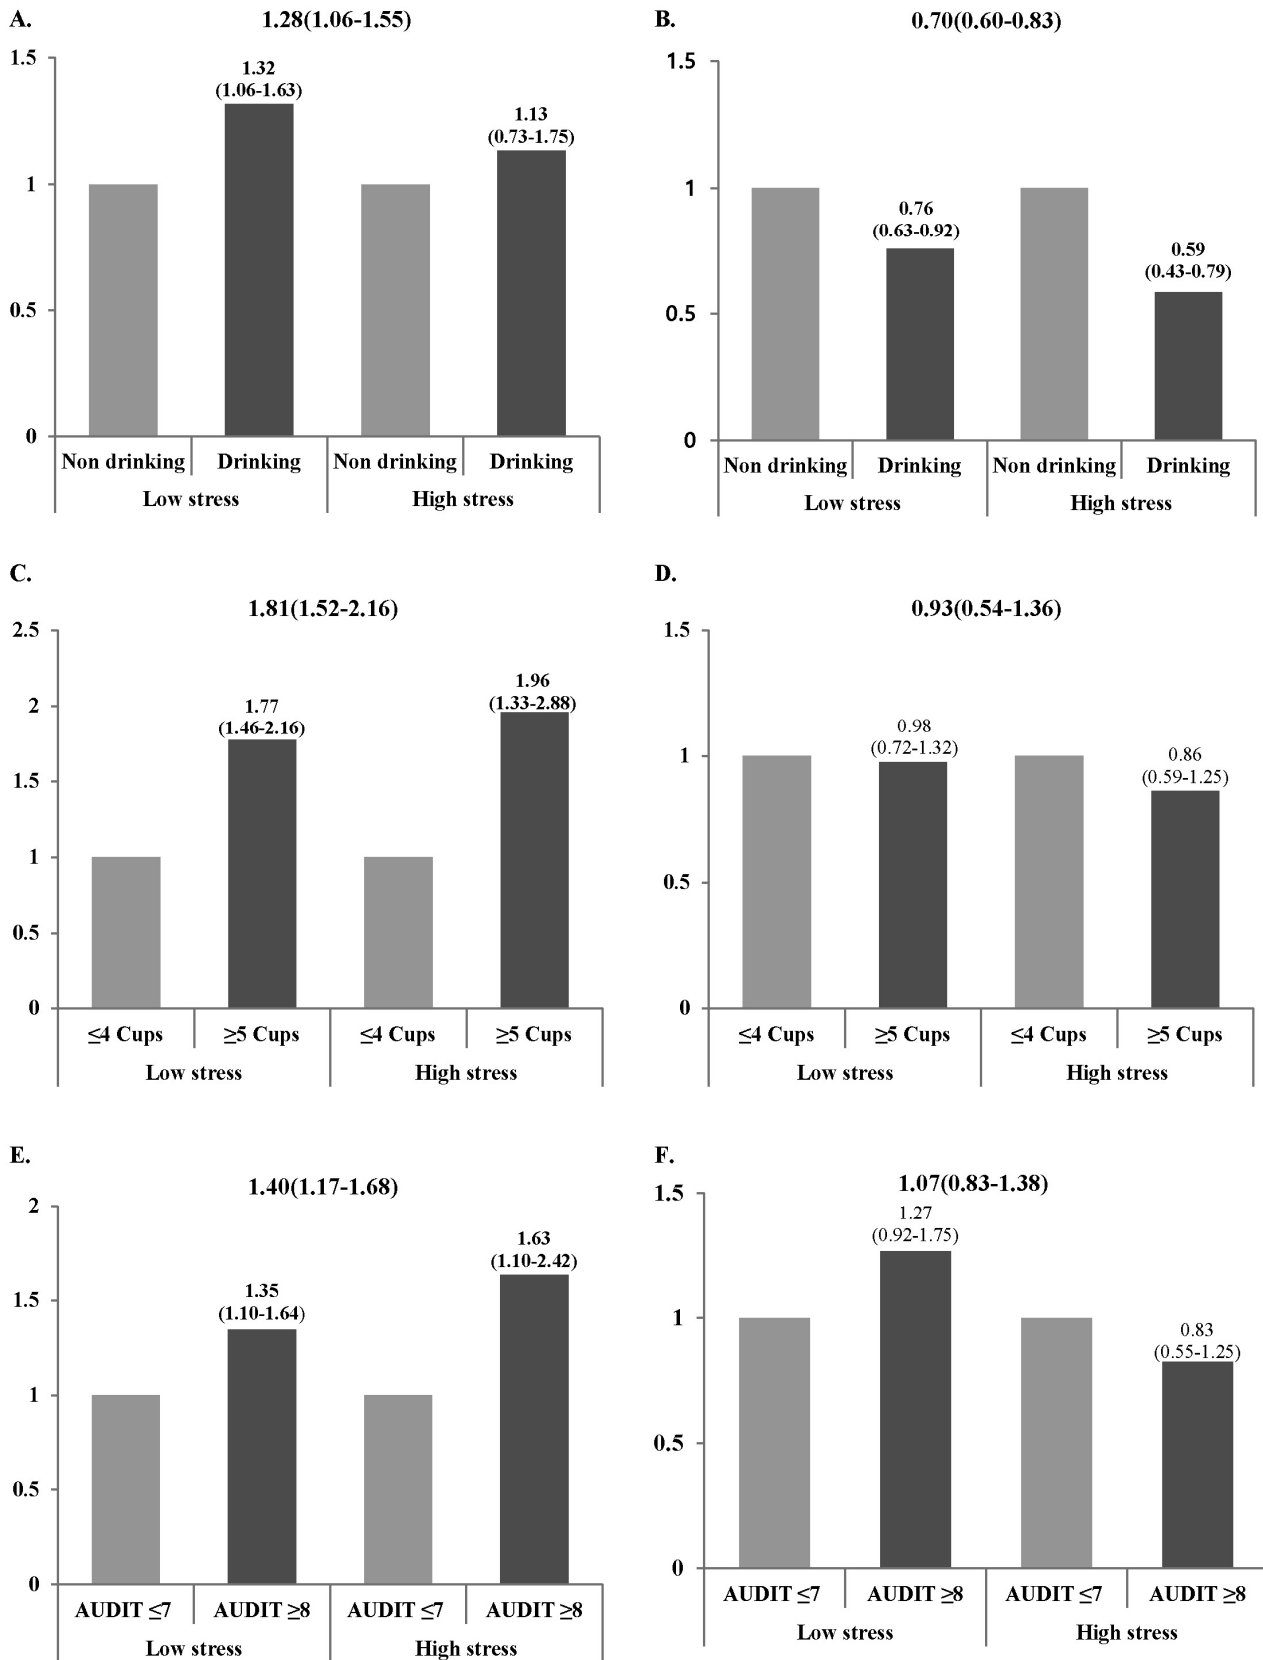 A.
1.28(1.06-1.55)
1.5
1
0.5
0
1.32
(1.06-1.63)
1.13
(0.73-1.75)
Non drinking
Drinking
Non drinking
Drinking
Low stress
High stress
B.
0.70(0.60-0.83)
1.5
1
0.5
0
0.76
(0.63-0.92)
0.59
(0.43-0.79)
Non drinking
Drinking
Non drinking
Drinking
Low stress
High stress
C.
1.81(1.52-2.16)
2.5
2
1.5
1
0.5
0
1.77
(1.46-2.16)
1.96
(1.33-2.88)
≤4 Cups
≥5 Cups
≤4 Cups
≥5 Cups
Low stress
High stress
D.
0.93(0.54-1.36)
1.5
1
0.5
0
0.98
(0.72-1.32)
0.86
(0.59-1.25)
≤4 Cups
≥5 Cups
≤4 Cups
≥5 Cups
Low stress
High stress
E.
1.40(1.17-1.68)
2
1.5
1
0.5
0
1.35
(1.10-1.64)
1.63
(1.10-2.42)
AUDIT ≤7
AUDIT ≥8
AUDIT ≤7
AUDIT ≥8
Low stress
High stress
F.
1.07(0.83-1.38)
1.5
1
0.5
0
1.27
(0.92-1.75)
0.83
(0.55-1.25)
AUDIT ≤7
AUDIT ≥8
AUDIT ≤7
AUDIT ≥8
Low stress
High stress